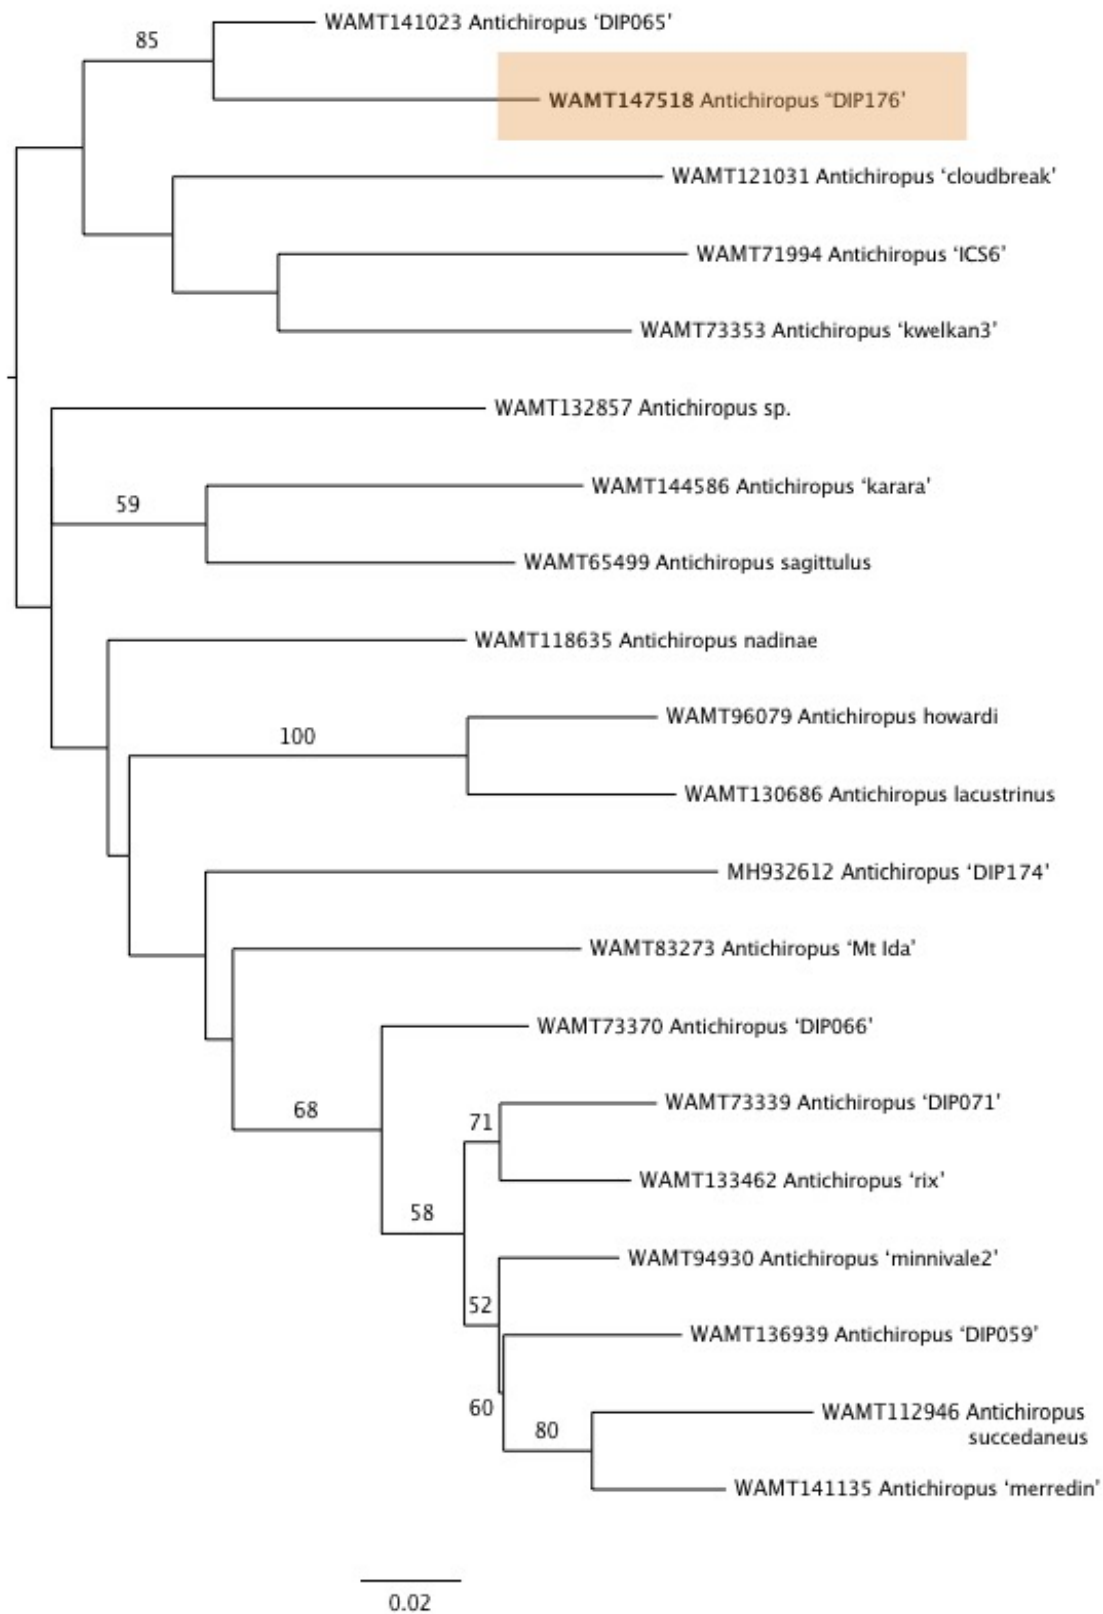 WAMT141023 Antichiropus ‘DIP065’
85
WAMT147518 Antichiropus “DIP176’
WAMT121031 Antichiropus ‘cloudbreak’
WAMT71994 Antichiropus ‘ICS6’
WAMT73353 Antichiropus ‘kwelkan3’
WAMT132857 Antichiropus sp.
WAMT144586 Antichiropus ‘karara’
59
WAMT65499 Antichiropus sagittulus
WAMT118635 Antichiropus nadinae
WAMT96079 Antichiropus howardi
100
WAMT130686 Antichiropus lacustrinus
MH932612 Antichiropus ‘DIP174’
WAMT83273 Antichiropus ‘Mt Ida’
WAMT73370 Antichiropus ‘DIP066’
68
WAMT73339 Antichiropus ‘DIP071’
71
WAMT133462 Antichiropus ‘rix’
58
WAMT94930 Antichiropus ‘minnivale2’
52
WAMT136939 Antichiropus ‘DIP059’
60
WAMT112946 Antichiropus
succedaneus
80
WAMT141135 Antichiropus ‘merredin’
0.02